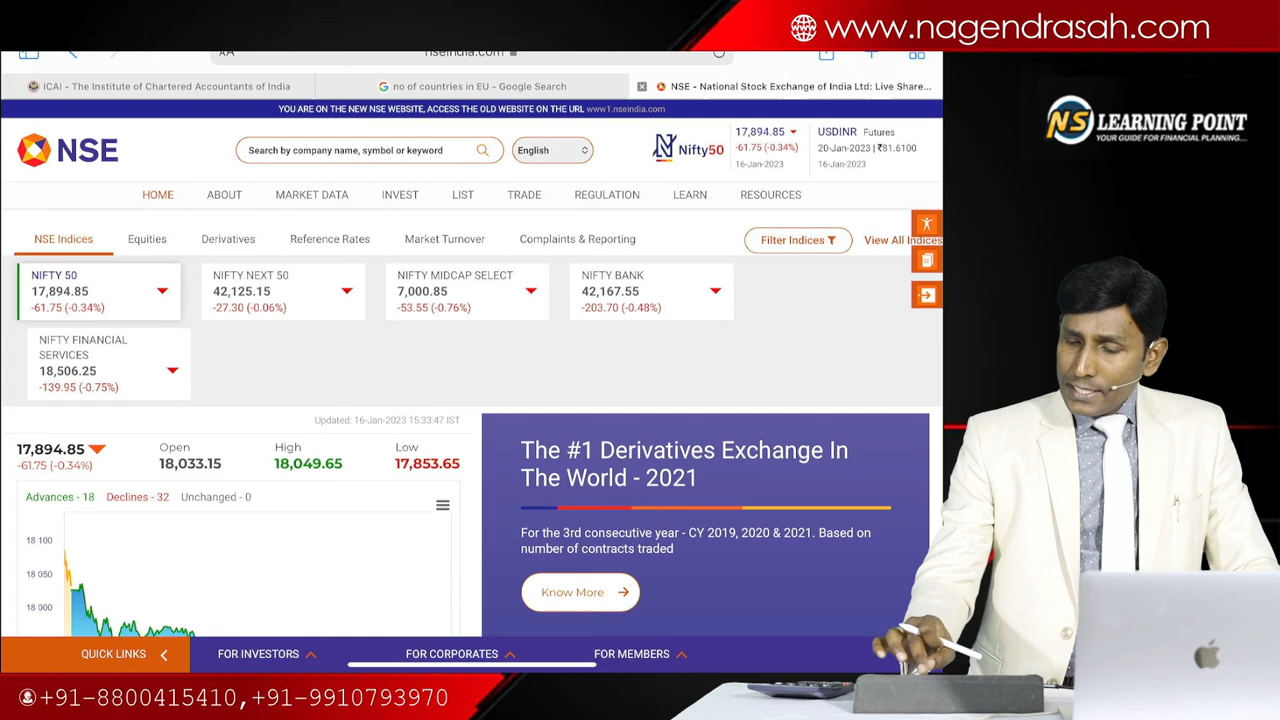 www.nagendrasah.com
AA
nseindia.com
ICAI - The Institute of Chartered Accountants of India
no of countries in EU - Google Search
NSE - National Stock Exchange of India Ltd: Live Share...
YOU ARE ON THE NEW NSE WEBSITE, ACCESS THE OLD WEBSITE ON THE URL www1.nseindia.com
NS LEARNING POINT
YOUR GUIDE FOR FINANCIAL PLANNING...
NSE
Search by company name, symbol or keyword
English
Nifty50
17,894.85
-61.75 (-0.34%)
16-Jan-2023
USDINR Futures
20-Jan-2023 | ₹81.6100
16-Jan-2023
HOME ABOUT MARKET DATA INVEST LIST TRADE REGULATION LEARN RESOURCES
NSE Indices Equities Derivatives Reference Rates Market Turnover Complaints & Reporting
Filter Indices
View All Indices
NIFTY 50
17,894.85
-61.75 (-0.34%)
NIFTY NEXT 50
42,125.15
-27.30 (-0.06%)
NIFTY MIDCAP SELECT
7,000.85
-53.55 (-0.76%)
NIFTY BANK
42,167.55
-203.70 (-0.48%)
NIFTY FINANCIAL
SERVICES
18,506.25
-139.95 (-0.75%)
Updated: 16-Jan-2023 15:33:47 IST
17,894.85
-61.75 (-0.34%)
Open
18,033.15
High
18,049.65
Low
17,853.65
Advances - 18 Declines - 32 Unchanged - 0
18 100
18 050
18 000
The #1 Derivatives Exchange In
The World - 2021
For the 3rd consecutive year - CY 2019, 2020 & 2021. Based on
number of contracts traded
Know More
QUICK LINKS
FOR INVESTORS
FOR CORPORATES
FOR MEMBERS
+91-8800415410,+91-9910793970